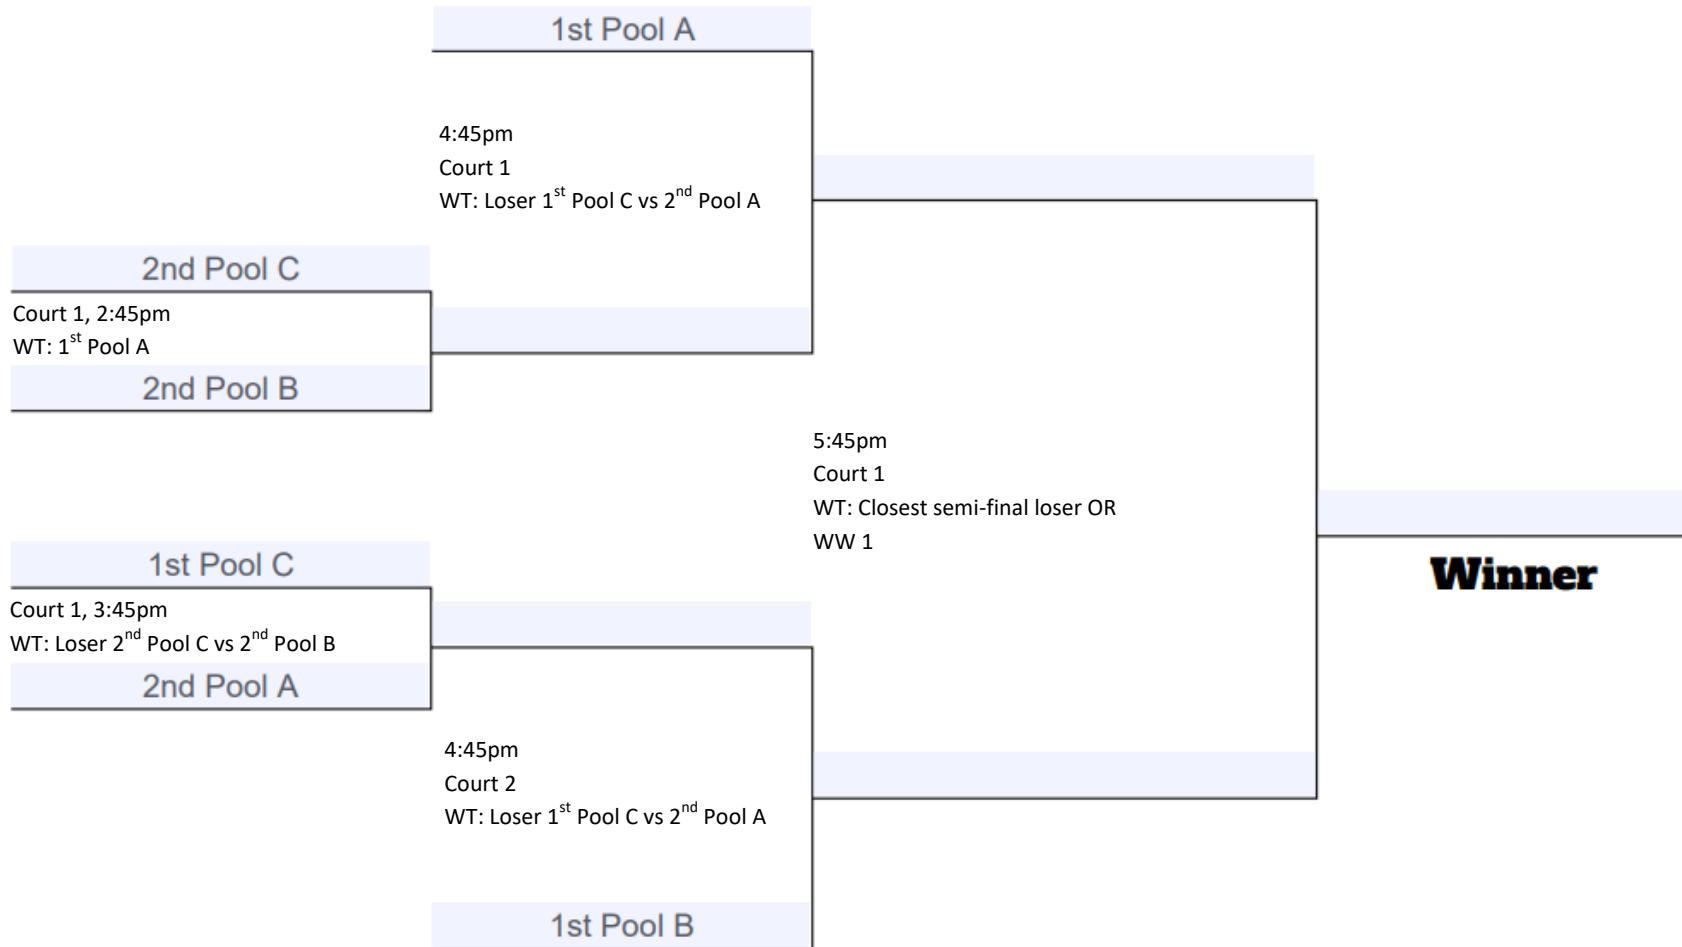 1st Pool A
4:45pm
Court 1
WT: Loser 1st Pool C vs 2nd Pool A
2nd Pool C
Court 1, 2:45pm
WT: 1st Pool A
2nd Pool B
5:45pm
Court 1
WT: Closest semi-final loser OR
WW 1
1st Pool C
Court 1, 3:45pm
WT: Loser 2nd Pool C vs 2nd Pool B
2nd Pool A
Winner
4:45pm
Court 2
WT: Loser 1st Pool C vs 2nd Pool A
1st Pool B